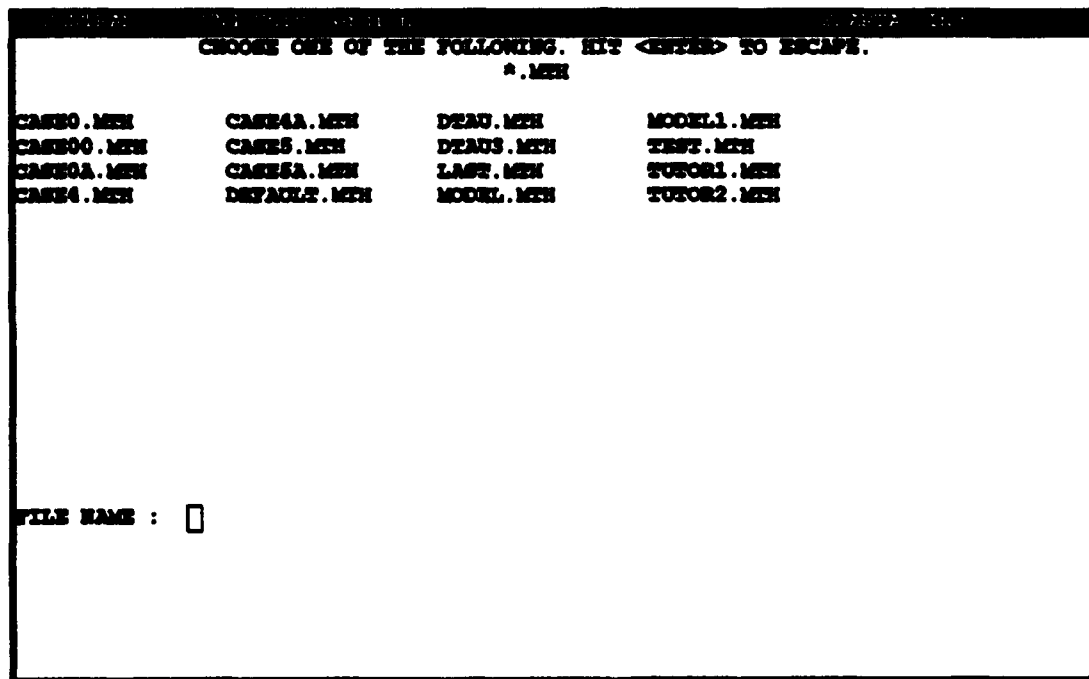 CHOOSE ONE OF THE FOLLOWING. HIT <ENTER> TO ESCAPE.
*.MTH
CASE0.MTH CASE4A.MTH DTAU.MTH MODEL1.MTH
CASE00.MTH CASE5.MTH DTAU3.MTH TEST.MTH
CASE0A.MTH CASE5A.MTH LAST.MTH TUTOR1.MTH
CASE4.MTH DEFAULT.MTH MODEL.MTH TUTOR2.MTH
FILE NAME :